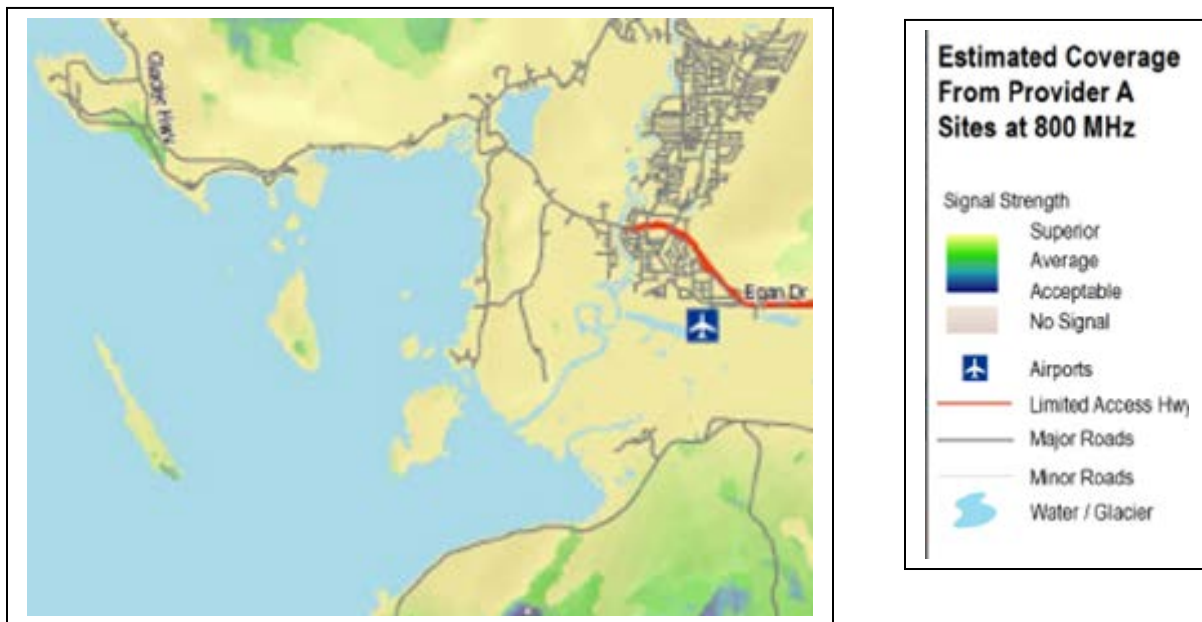 Glacier Hwy
Egan Dr
Estimated Coverage
From Provider A
Sites at 800 MHz
Signal Strength
Superior
Average
Acceptable
No Signal
Airports
Limited Access Hwy
Major Roads
Minor Roads
Water / Glacier